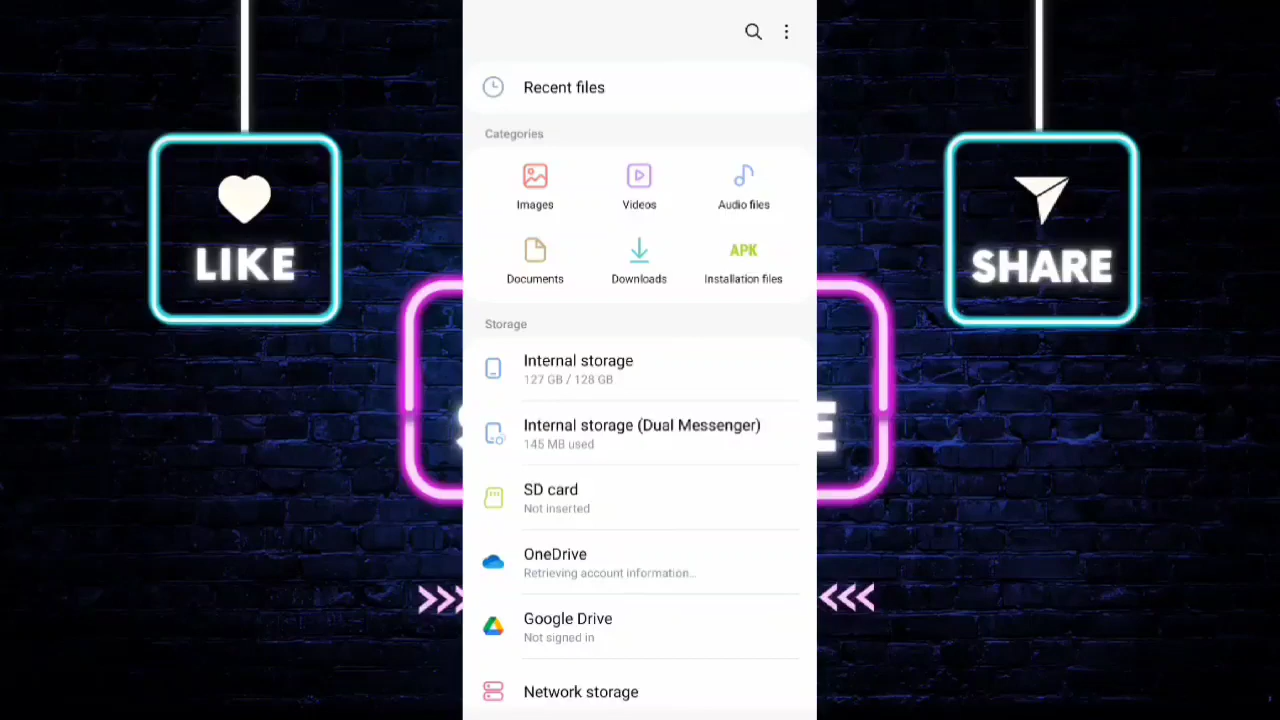 Recent files
Categories
Images
Videos
Audio files
Documents
Downloads
APK
Installation files
Storage
Internal storage
127 GB / 128 GB
Internal storage (Dual Messenger)
145 MB used
SD card
Not inserted
OneDrive
Retrieving account information...
Google Drive
Not signed in
Network storage
LIKE
SHARE